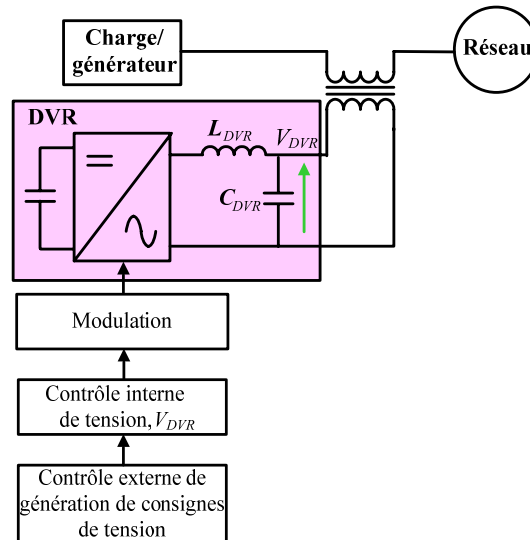 Charge/
générateur
Réseau
DVR
L_DVR
V_DVR
C_DVR
Modulation
Contrôle interne
de tension, V_DVR
Contrôle externe de
génération de consignes
de tension